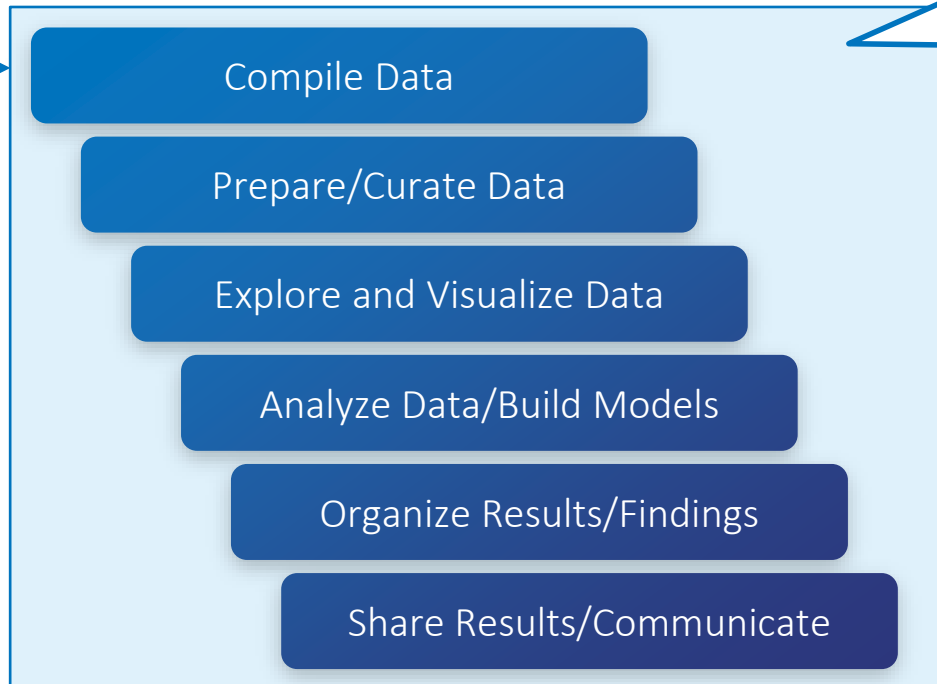 Compile Data
Prepare/Curate Data
Explore and Visualize Data
Analyze Data/Build Models
Organize Results/Findings
Share Results/Communicate